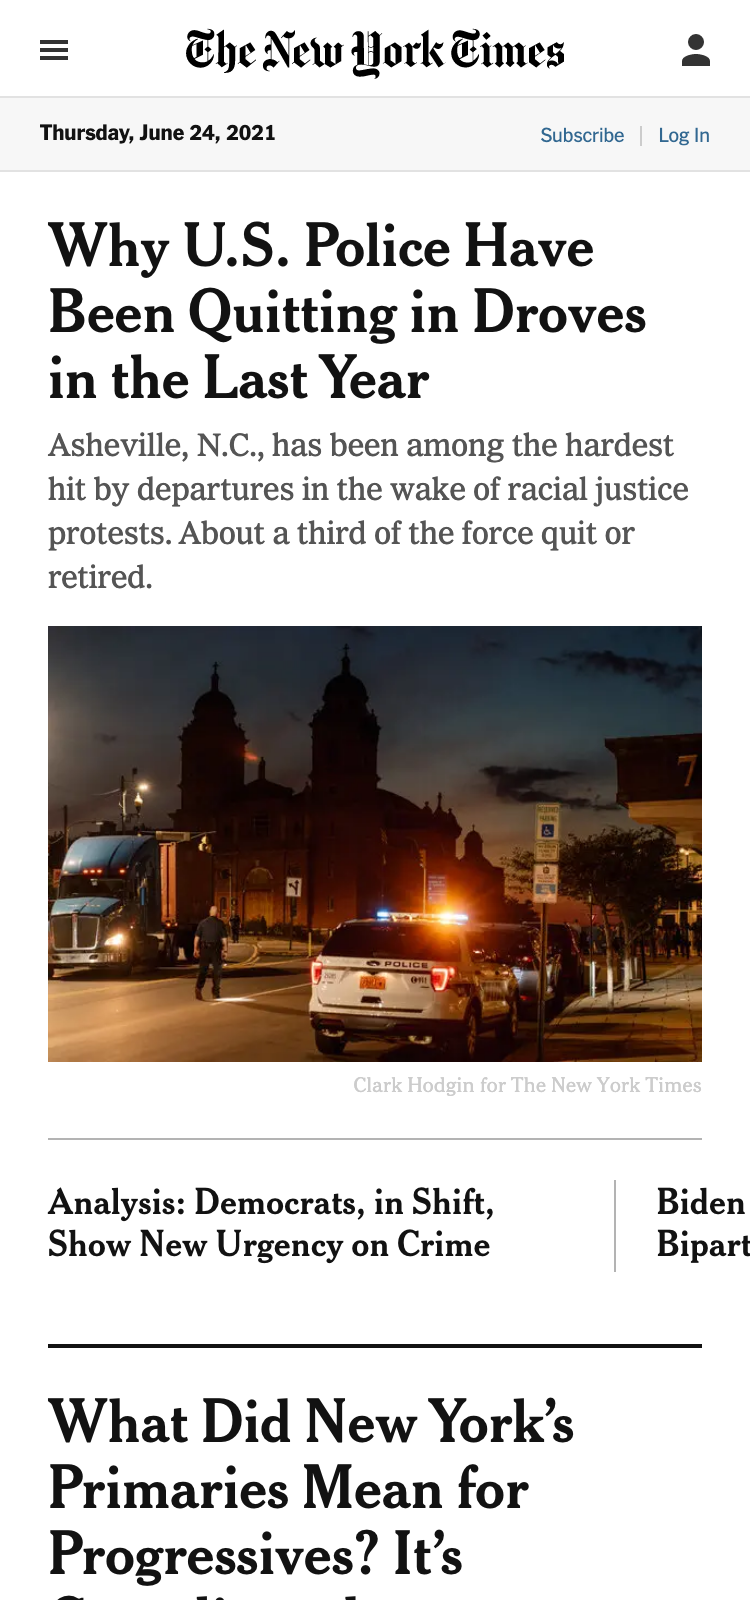 The New York Times
Thursday, June 24, 2021
Subscribe
Log In
Why U.S. Police Have
Been Quitting in Droves
in the Last Year
Asheville, N.C., has been among the hardest
hit by departures in the wake of racial justice
protests. About a third of the force quit or
retired.
7
RESERVED
PARKING
POLICE
Clark Hodgin for The New York Times
Analysis: Democrats, in Shift,
Show New Urgency on Crime
Biden
Bipart
What Did New York’s
Primaries Mean for
Progressives? It’s